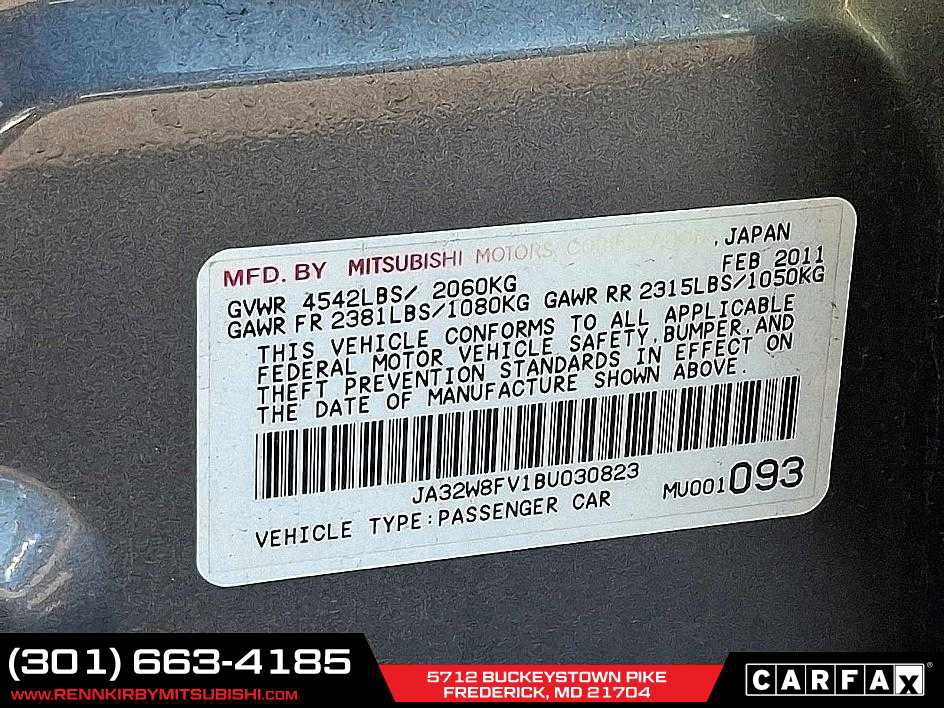 MFD. BY MITSUBISHI MOTORS CORPORATION, JAPAN
FEB 2011
GVWR 4542LBS/ 2060KG
GAWR FR 2381LBS/1080KG GAWR RR 2315LBS/1050KG
THIS VEHICLE CONFORMS TO ALL APPLICABLE
FEDERAL MOTOR VEHICLE SAFETY, BUMPER, AND
THEFT PREVENTION STANDARDS IN EFFECT ON
THE DATE OF MANUFACTURE SHOWN ABOVE.
JA32W8FV1BU030823
MU001093
VEHICLE TYPE:PASSENGER CAR
(301) 663-4185
WWW.RENNKIRBYMITSUBISHI.COM
5712 BUCKEYSTOWN PIKE
FREDERICK, MD 21704
CARFAX